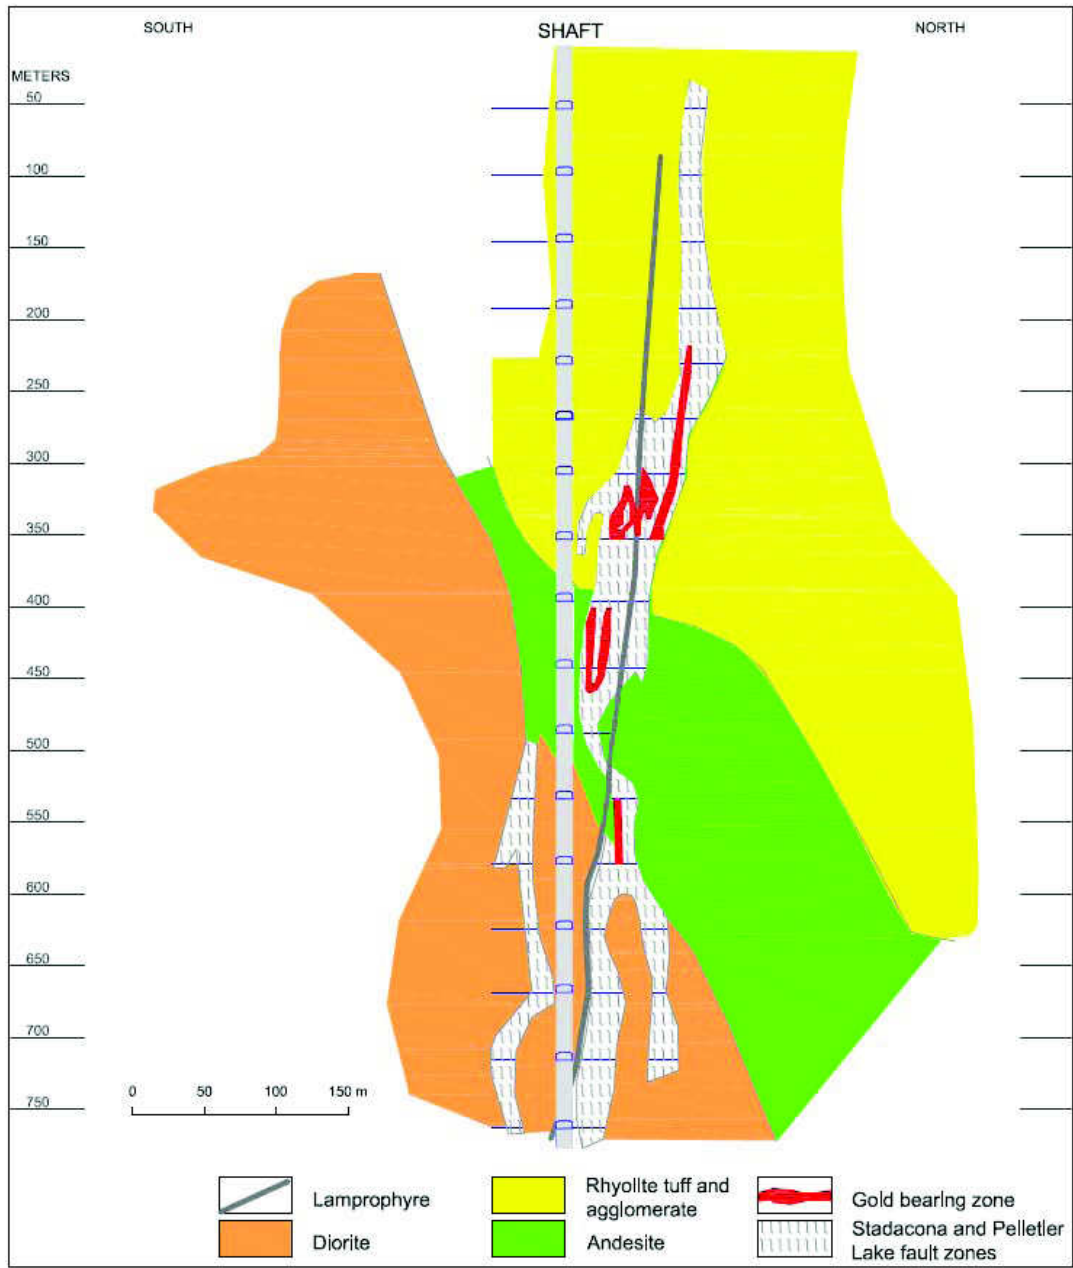 SOUTH
SHAFT
NORTH
METERS
50
100
150
200
250
300
350
400
450
500
550
600
650
700
750
0 50 100 150 m
Lamprophyre
Rhyolite tuff and
agglomerate
Gold bearing zone
Diorite
Andesite
Stadacona and Pelletier
Lake fault zones